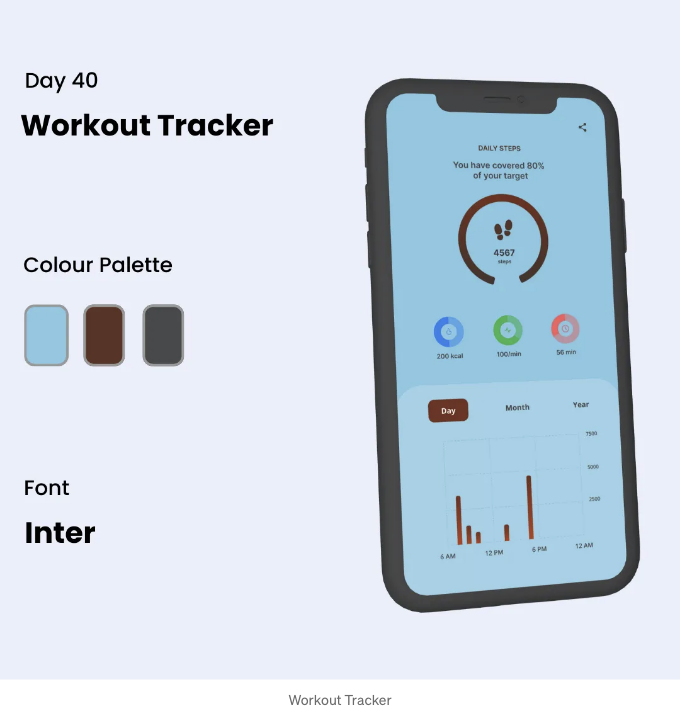 Day 40
Workout Tracker
Colour Palette
Font
Inter
DAILY STEPS
You have covered 80%
of your target
4567
steps
200 kcal
100/min
56 min
Day
Month
Year
7500
5000
2500
6 AM
12 PM
6 PM
12 AM
Workout Tracker